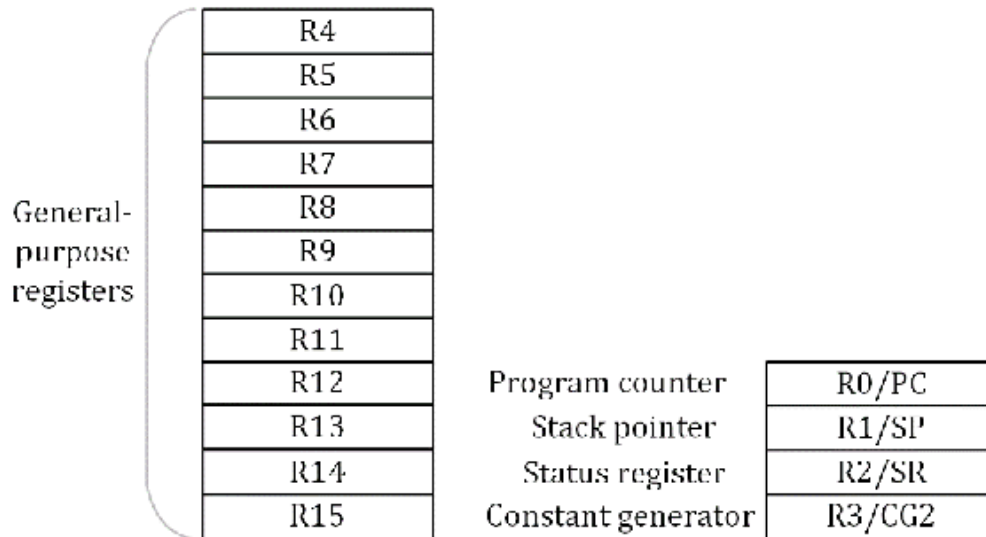 R4
R5
R6
R7
R8
R9
R10
R11
R12
R13
R14
R15
General-
purpose
registers
Program counter
R0/PC
Stack pointer
R1/SP
Status register
R2/SR
Constant generator
R3/CG2